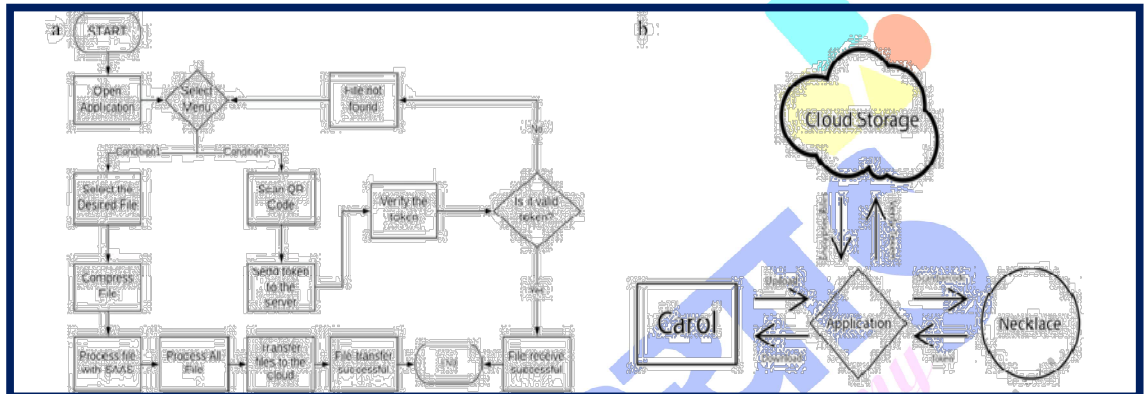 a
START
Open
Application
Select
Menu
File not
found
No
Condition1
Condition2
Select the
Desired File
Scan QR
Code
Verify the
token
Is it valid
token?
Compress
File
Send token
to the
server
Yes
Process file
with SAAS
Process All
File
Transfer
files to the
cloud
File transfer
successful
File receive
successful
b
Cloud Storage
Carol
Upload
Download
Application
Necklace